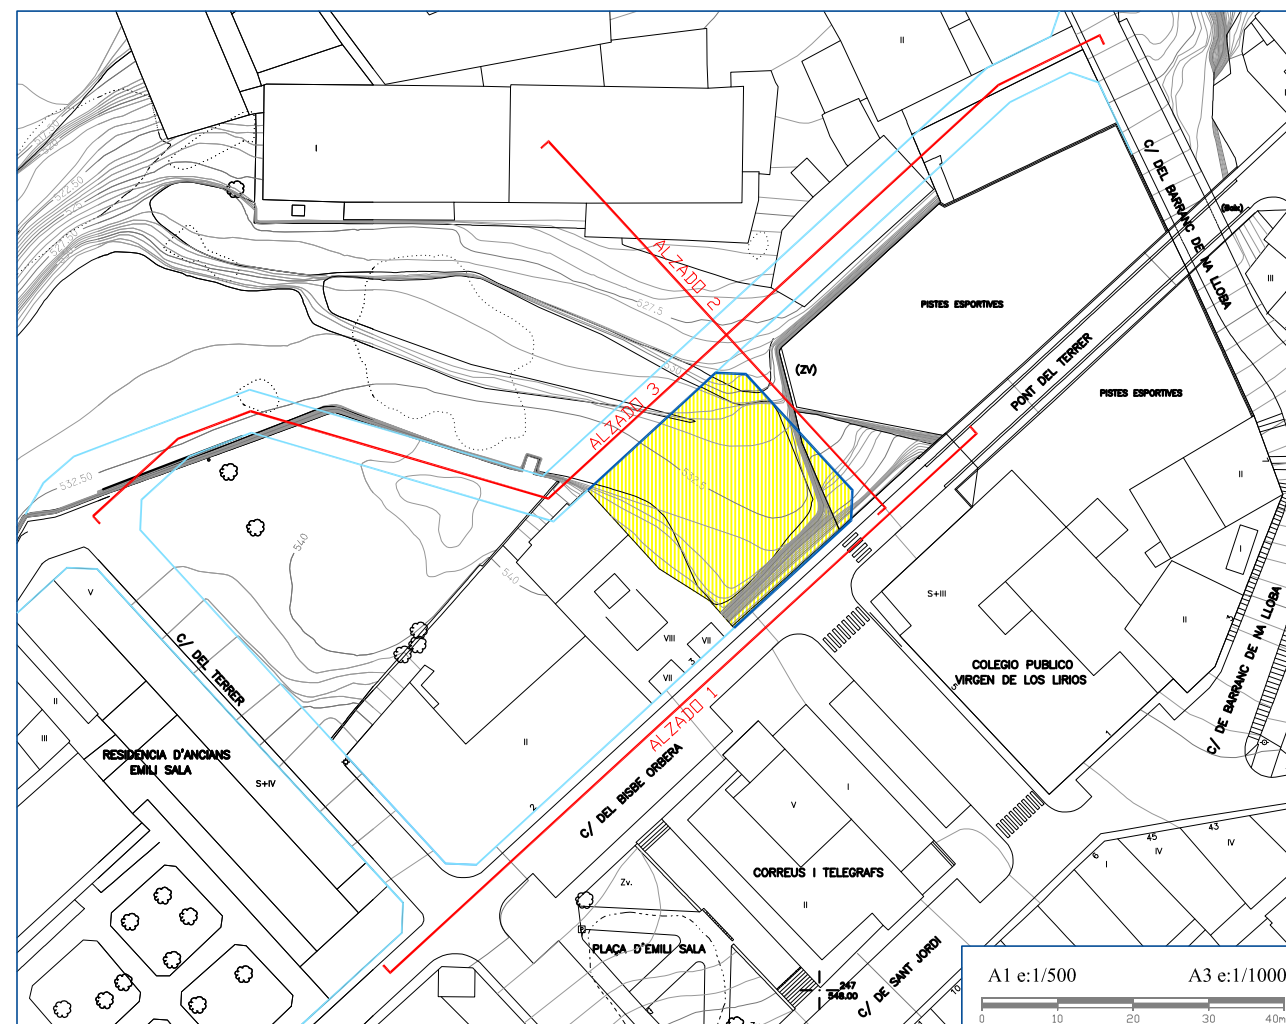 II
I
C/ DEL BARRANC DE NA LLOBA
ALZADO 2
527.5
PISTES ESPORTIVES
III
(ZV)
PONT DEL TERRER
PISTES ESPORTIVES
ALZADO 3
532.50
532.5
540
540
II
I
V
S+III
II
3
C/ DEL TERRER
VIII
VII
3
VII
COLEGIO PUBLICO
VIRGEN DE LOS LIRIOS
5
C/ DE BARRANC DE NA LLOBA
II
III
ALZADO 1
1
RESIDENCIA D'ANCIANS
EMILI SALA
S+IV
II
2
C/ DEL BISBE ORBERA
I
V
6
45
43
I
IV
IV
CORREUS I TELEGRAFS
Zv.
II
PLAÇA D'EMILI SALA
C/ DE SANT JORDI
247
548.00
10
A1 e:1/500
A3 e:1/1000
0 10 20 30 40m